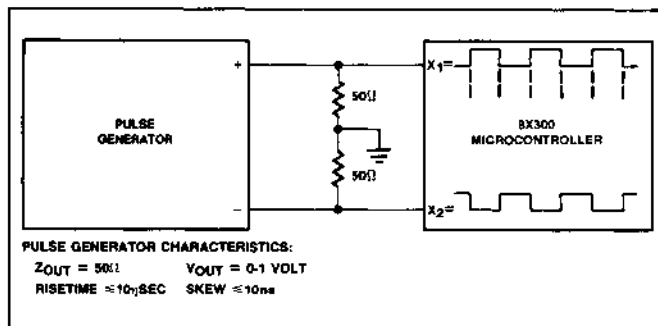 +
X1=
50Ω
PULSE
GENERATOR
8X300
MICROCONTROLLER
50Ω
−
X2=
PULSE GENERATOR CHARACTERISTICS:
ZOUT = 50Ω VOUT = 0-1 VOLT
RISETIME ≤10ηSEC SKEW ≤10ns